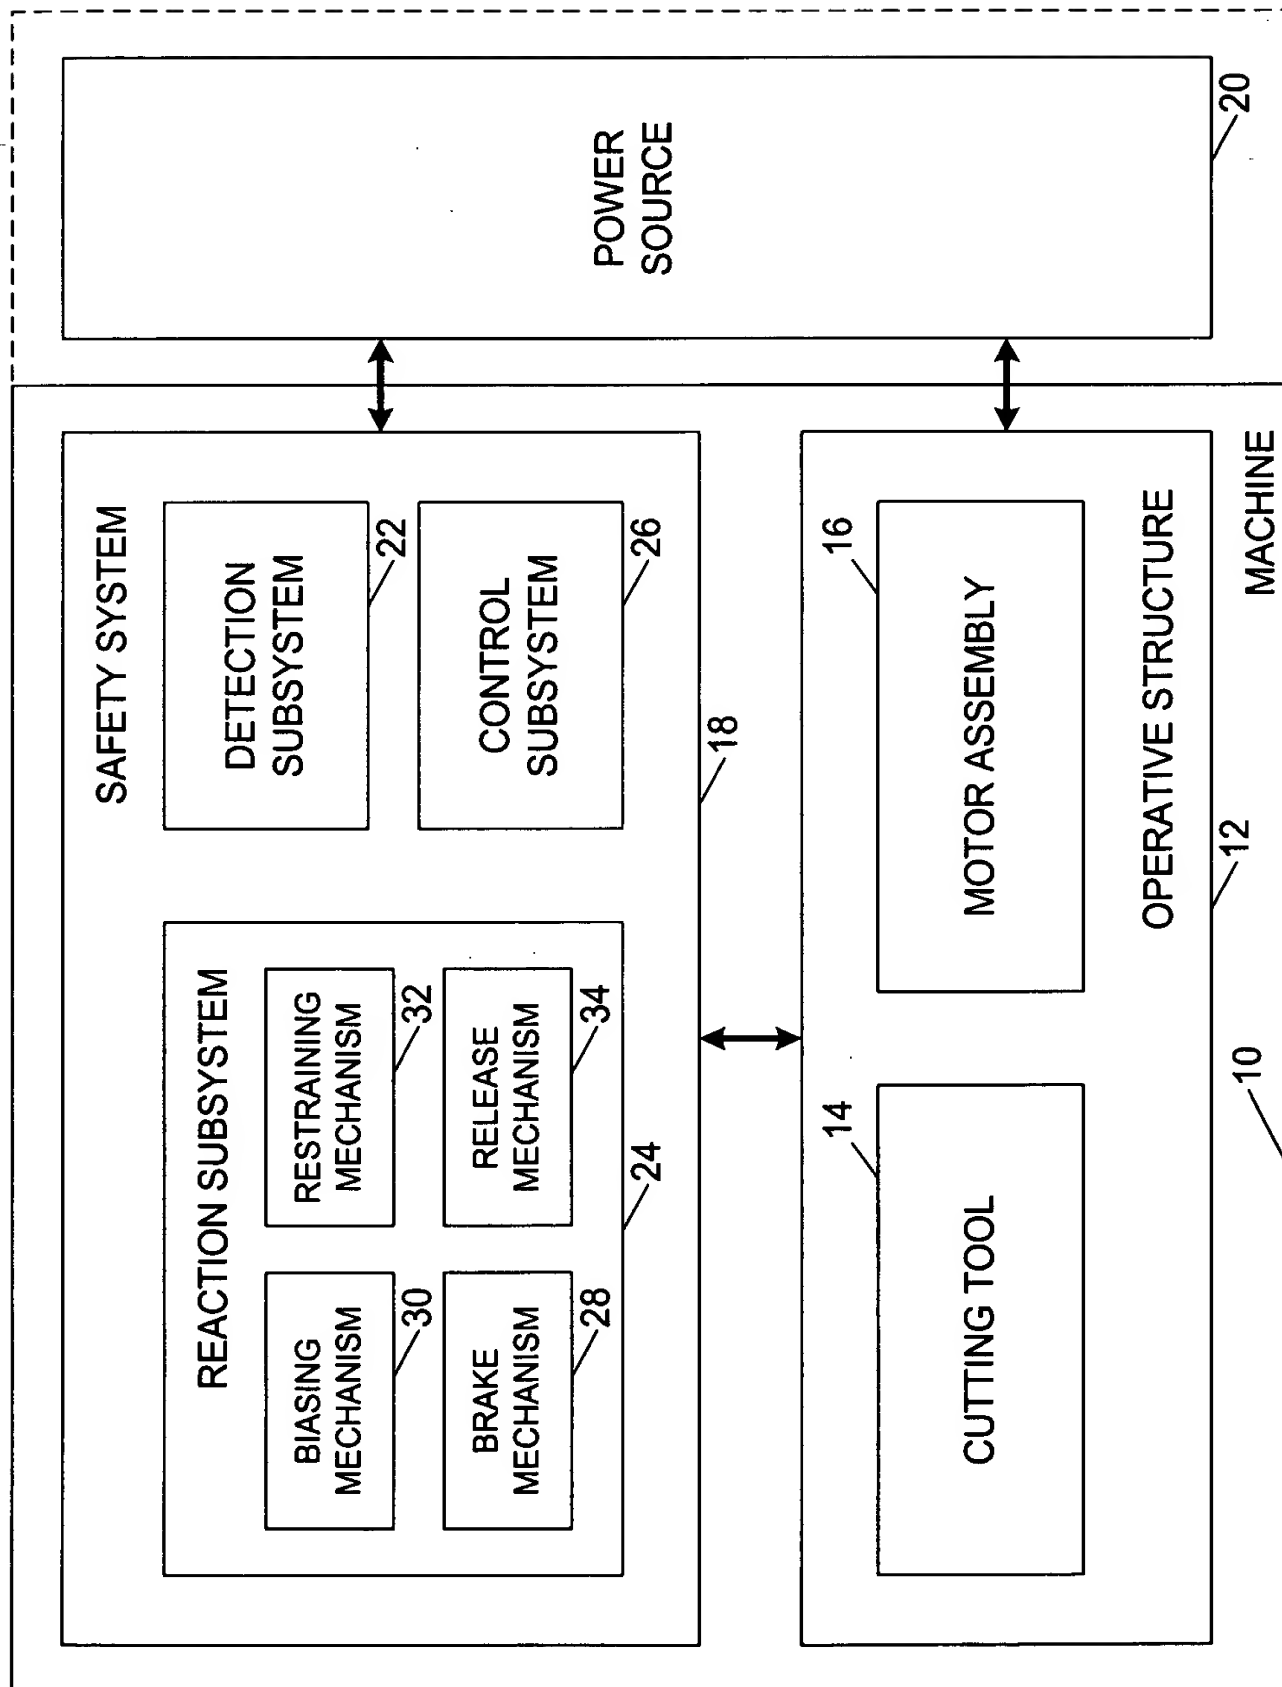 SAFETY SYSTEM
REACTION SUBSYSTEM
BIASING
MECHANISM
30
RESTRAINING
MECHANISM
32
BRAKE
MECHANISM
28
RELEASE
MECHANISM
34
24
DETECTION
SUBSYSTEM
22
CONTROL
SUBSYSTEM
26
18
POWER
SOURCE
20
14
CUTTING TOOL
16
MOTOR ASSEMBLY
OPERATIVE STRUCTURE
12
MACHINE
10